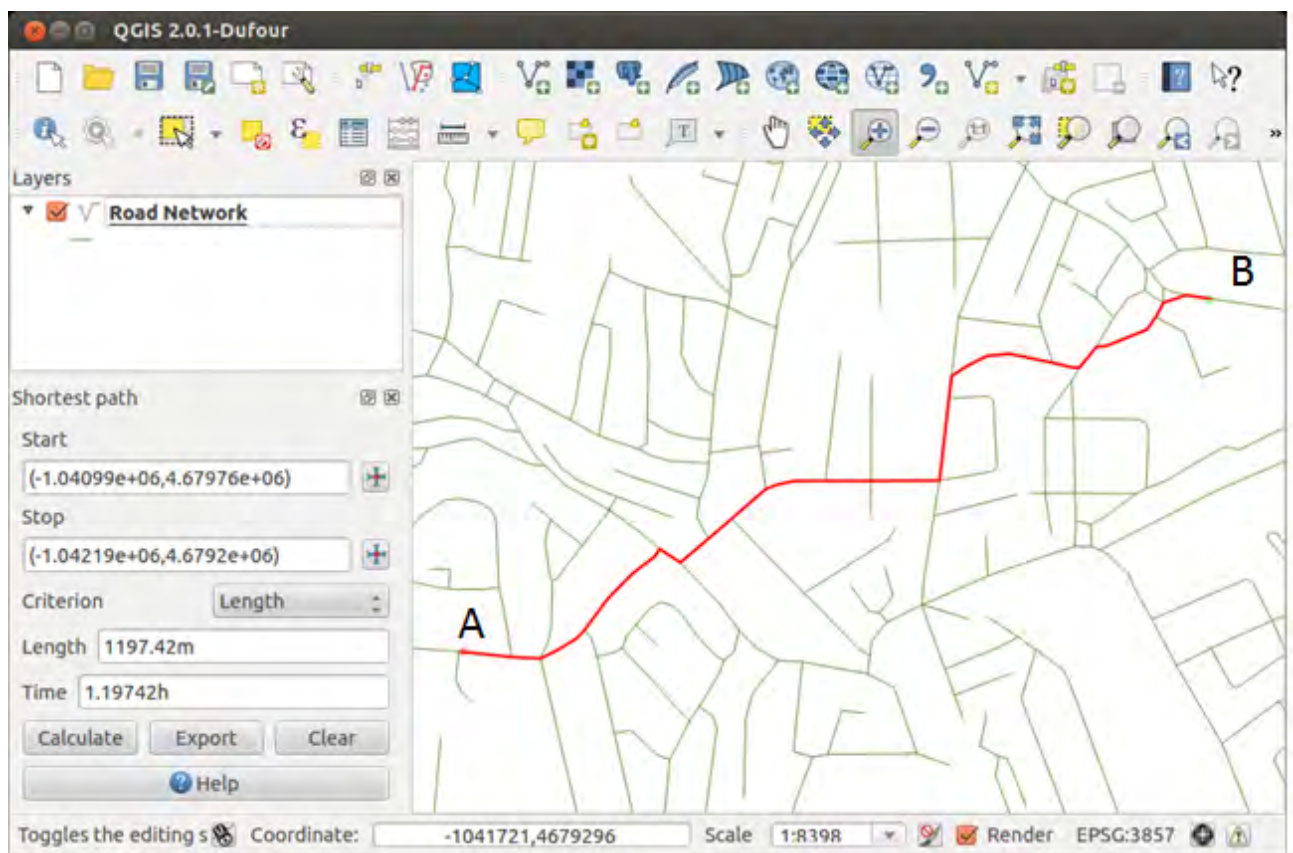 QGIS 2.0.1-Dufour
Layers
Road Network
Shortest path
Start
(-1.04099e+06,4.67976e+06)
Stop
(-1.04219e+06,4.6792e+06)
Criterion Length
Length 1197.42m
Time 1.19742h
Calculate Export Clear
Help
A
B
Toggles the editing s Coordinate: -1041721,4679296 Scale 1:8398 Render EPSG:3857